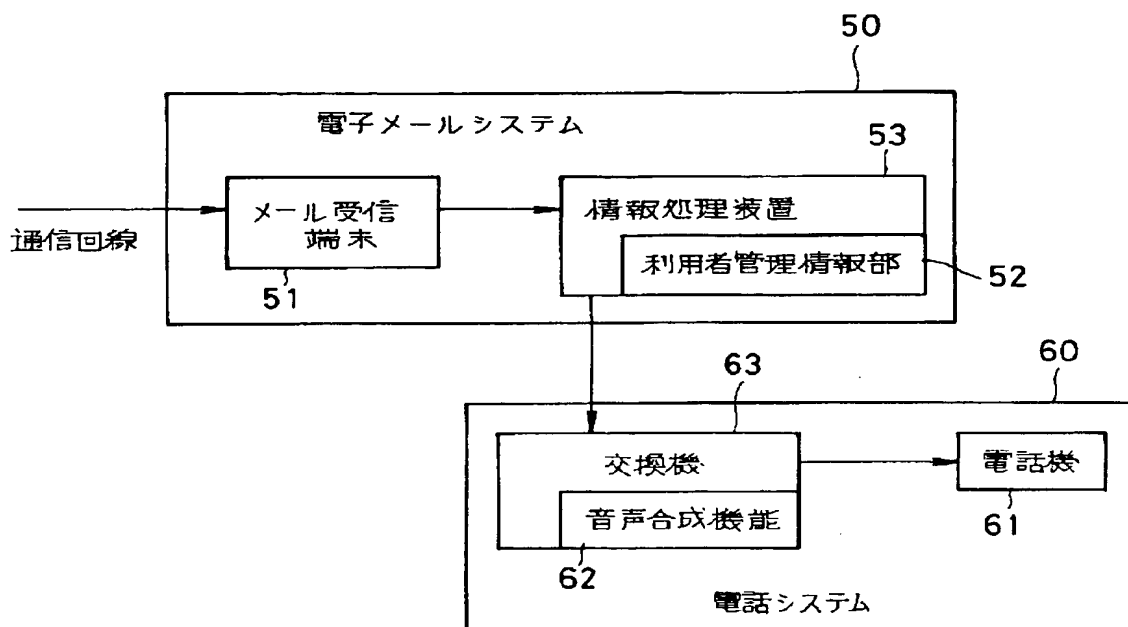 50
電子メールシステム
53
メール受信
端末
51
情報処理装置
利用者管理情報部
52
通信回線
60
63
交換機
音声合成機能
62
電話機
61
電話システム